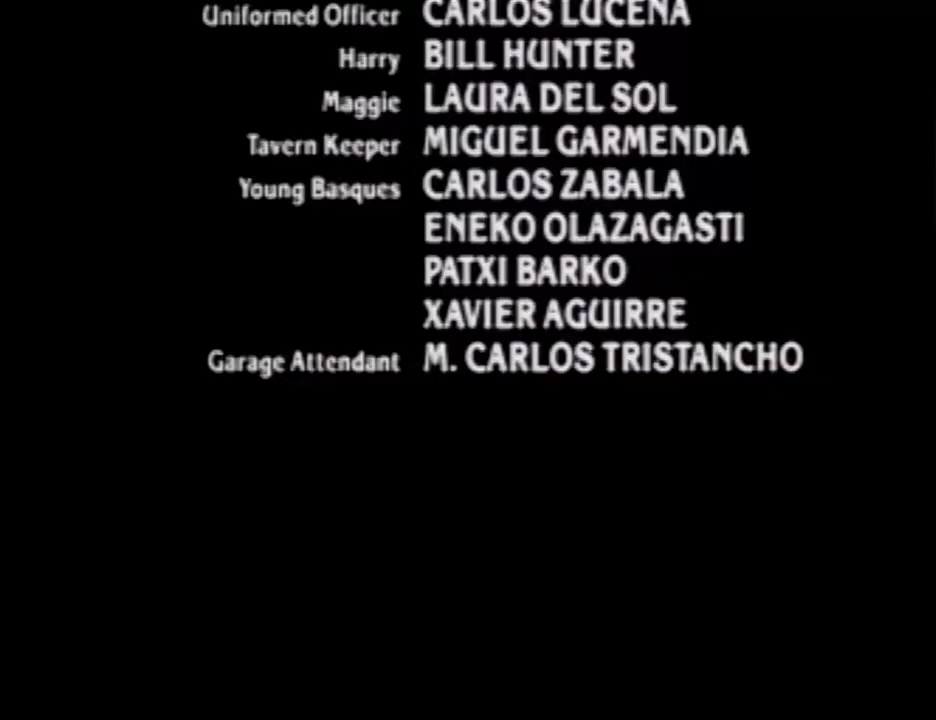 Uniformed Officer CARLOS LUCENA
Harry BILL HUNTER
Maggie LAURA DEL SOL
Tavern Keeper MIGUEL GARMENDIA
Young Basques CARLOS ZABALA
ENEKO OLAZAGASTI
PATXI BARKO
XAVIER AGUIRRE
Garage Attendant M. CARLOS TRISTANCHO